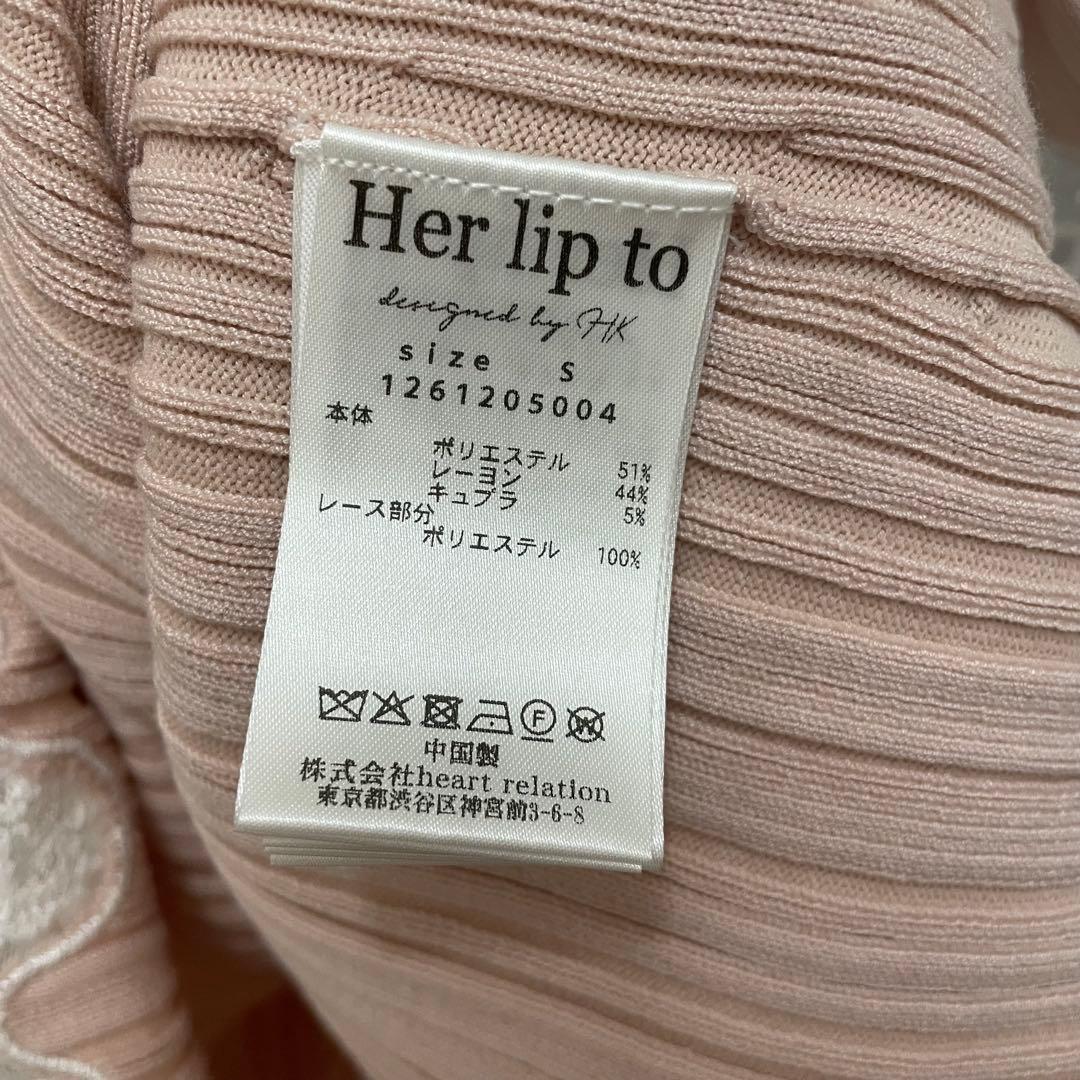 Her lip to
designed by HK
size S
1261205004
本体
ポリエステル 51%
レーヨン 44%
キュプラ 5%
レース部分
ポリエステル 100%
F
W
中国製
株式会社heart relation
東京都渋谷区神宮前3-6-8